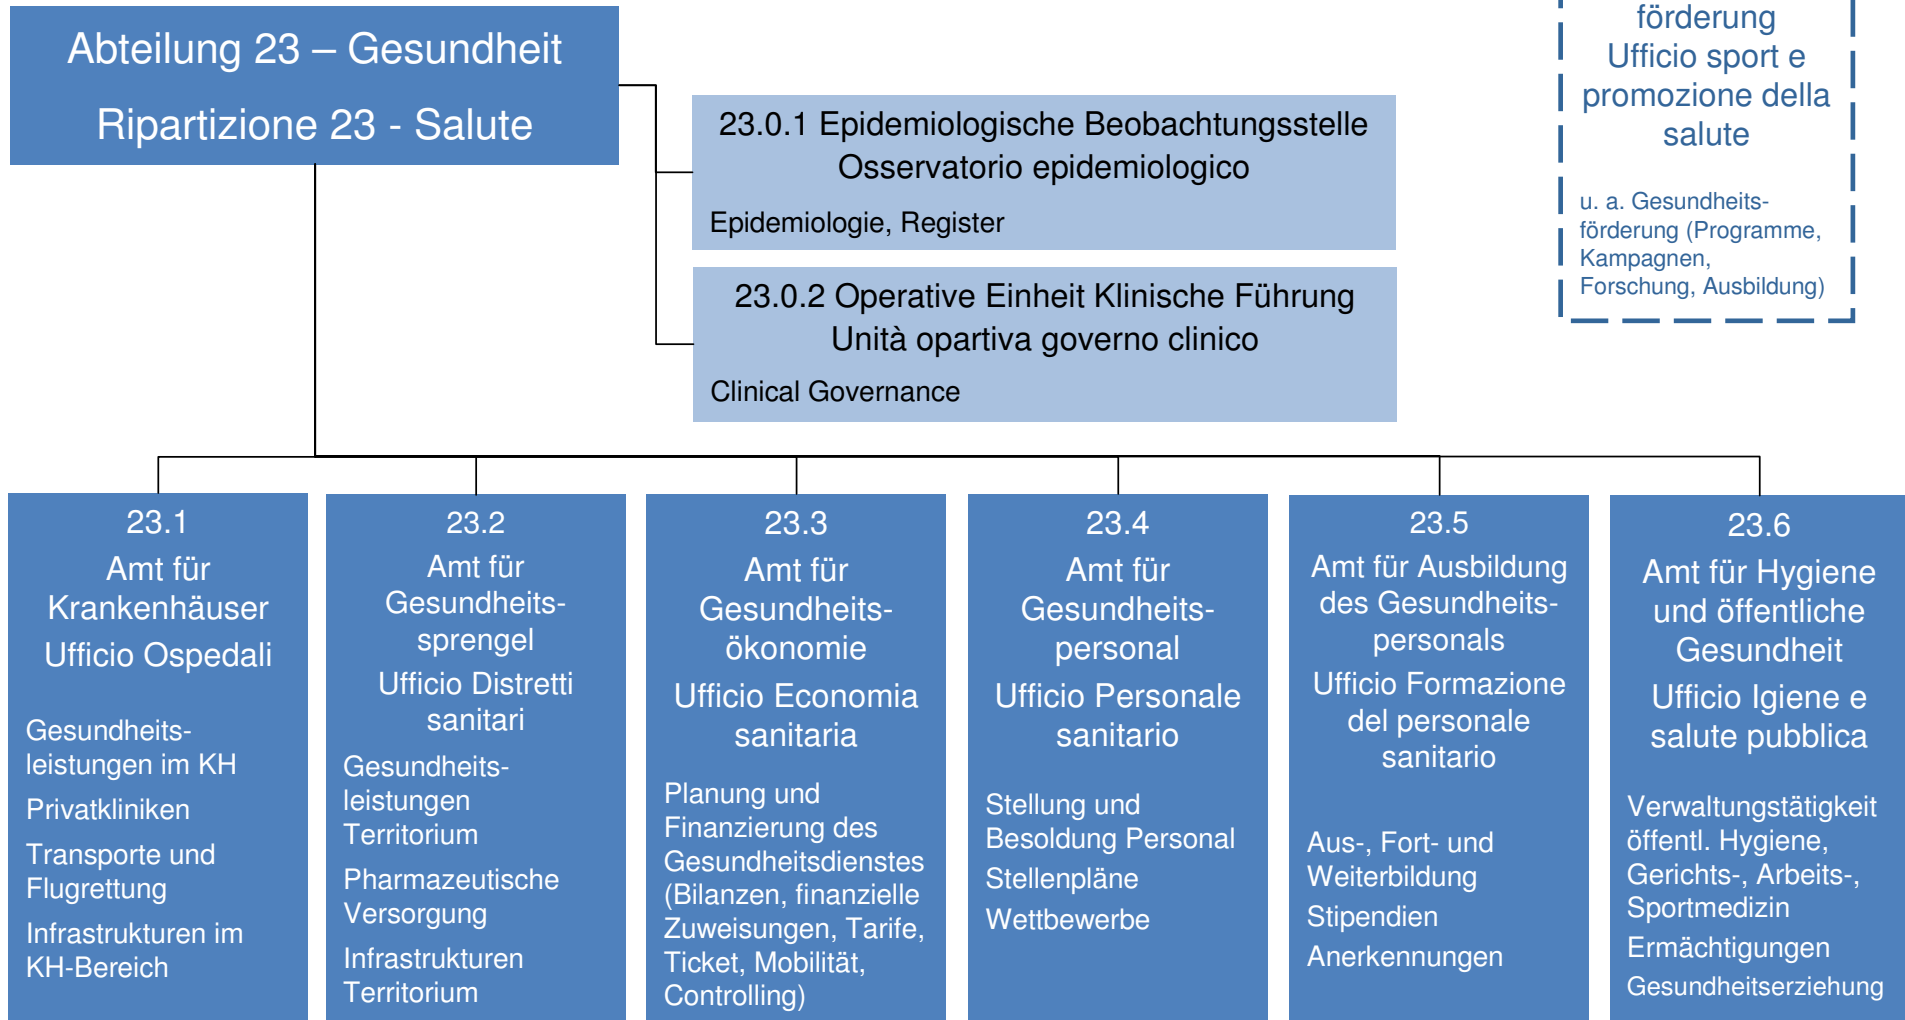 Abteilung 23 – Gesundheit
Ripartizione 23 - Salute
förderung
Ufficio sport e
promozione della
salute
u. a. Gesundheits-
förderung (Programme,
Kampagnen,
Forschung, Ausbildung)
23.0.1 Epidemiologische Beobachtungsstelle
Osservatorio epidemiologico
Epidemiologie, Register
23.0.2 Operative Einheit Klinische Führung
Unità opartiva governo clinico
Clinical Governance
23.1
Amt für
Krankenhäuser
Ufficio Ospedali
Gesundheits-
leistungen im KH
Privatkliniken
Transporte und
Flugrettung
Infrastrukturen im
KH-Bereich
23.2
Amt für
Gesundheits-
sprengel
Ufficio Distretti
sanitari
Gesundheits-
leistungen
Territorium
Pharmazeutische
Versorgung
Infrastrukturen
Territorium
23.3
Amt für
Gesundheits-
ökonomie
Ufficio Economia
sanitaria
Planung und
Finanzierung des
Gesundheitsdienstes
(Bilanzen, finanzielle
Zuweisungen, Tarife,
Ticket, Mobilität,
Controlling)
23.4
Amt für
Gesundheits-
personal
Ufficio Personale
sanitario
Stellung und
Besoldung Personal
Stellenpläne
Wettbewerbe
23.5
Amt für Ausbildung
des Gesundheits-
personals
Ufficio Formazione
del personale
sanitario
Aus-, Fort- und
Weiterbildung
Stipendien
Anerkennungen
23.6
Amt für Hygiene
und öffentliche
Gesundheit
Ufficio Igiene e
salute pubblica
Verwaltungstätigkeit
öffentl. Hygiene,
Gerichts-, Arbeits-,
Sportmedizin
Ermächtigungen
Gesundheitserziehung